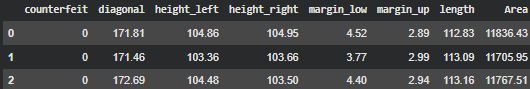 counterfeit diagonal height_left height_right margin_low margin_up length Area
0 0 171.81 104.86 104.95 4.52 2.89 112.83 11836.43
1 0 171.46 103.36 103.66 3.77 2.99 113.09 11705.95
2 0 172.69 104.48 103.50 4.40 2.94 113.16 11767.51